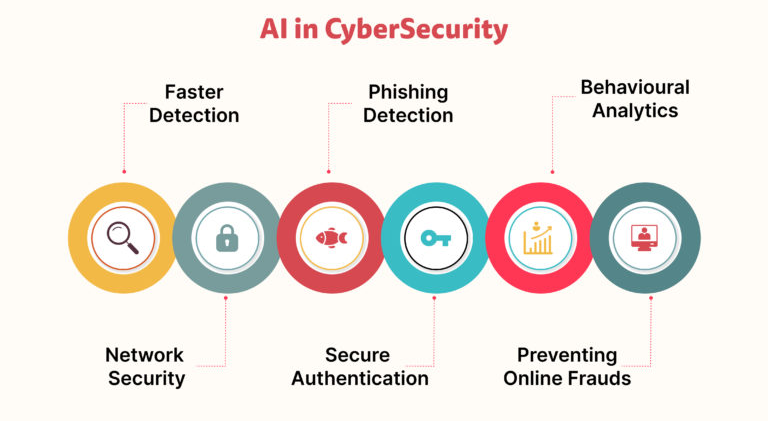 AI in CyberSecurity
Faster
Detection
Phishing
Detection
Behavioural
Analytics
Network
Security
Secure
Authentication
Preventing
Online Frauds